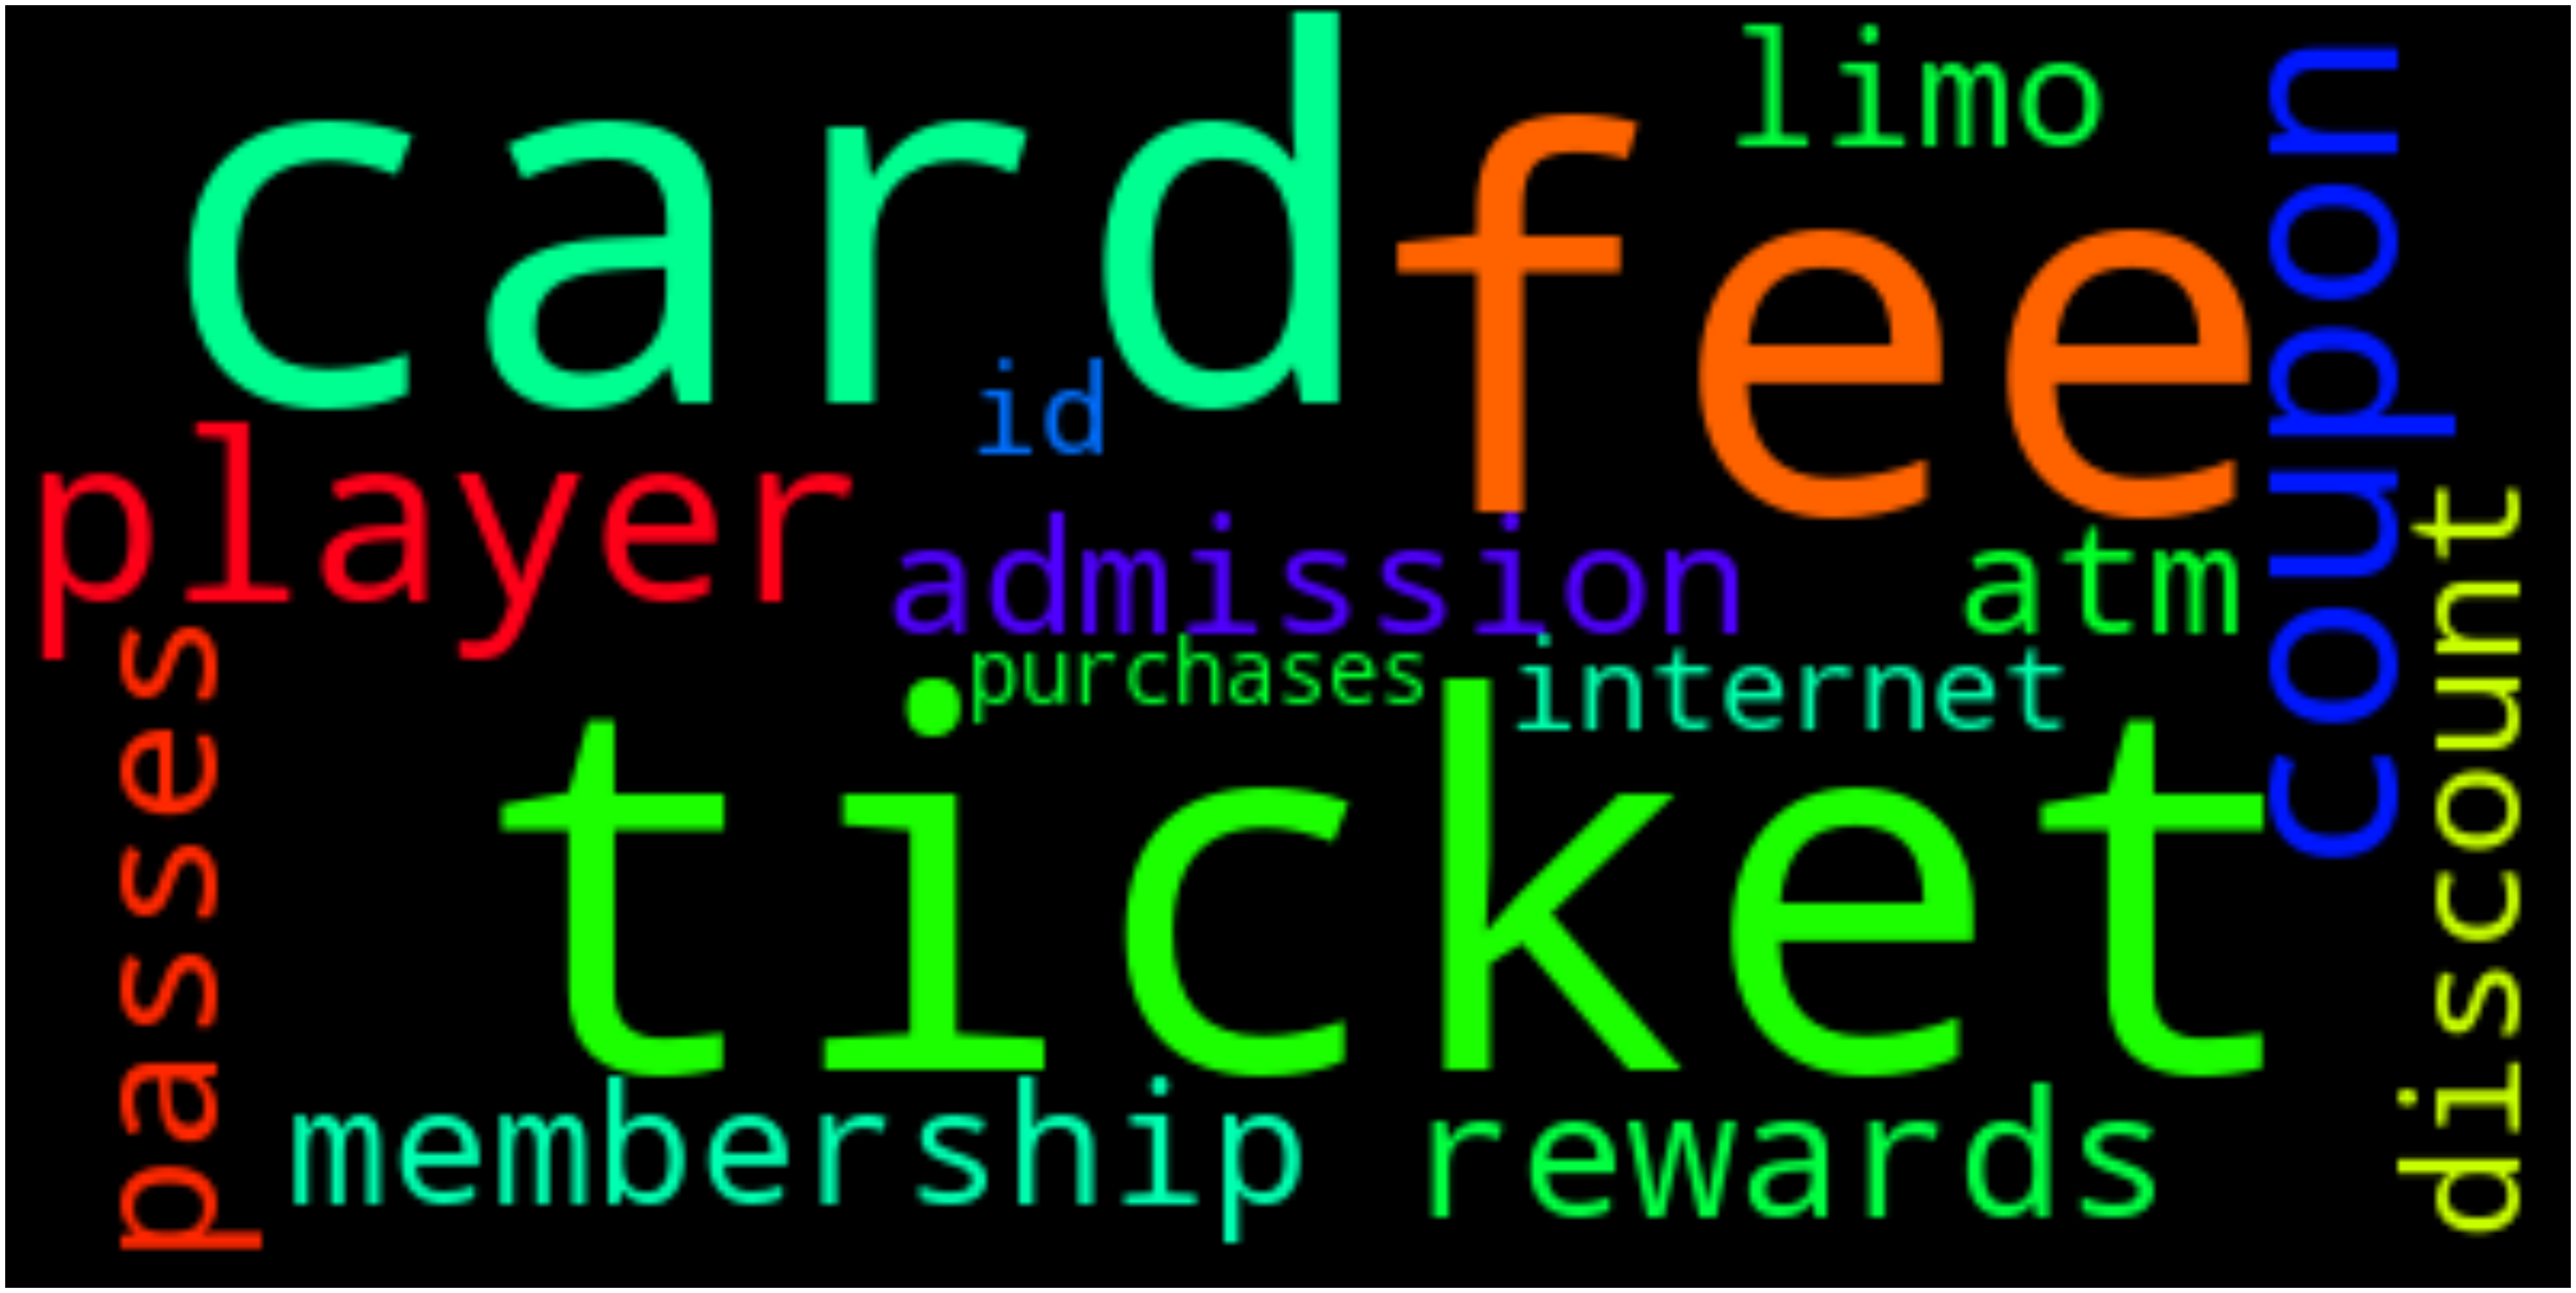 card
fee
limo
coupon
id
player
admission
atm
discount
purchases
internet
passes
ticket
membership
rewards